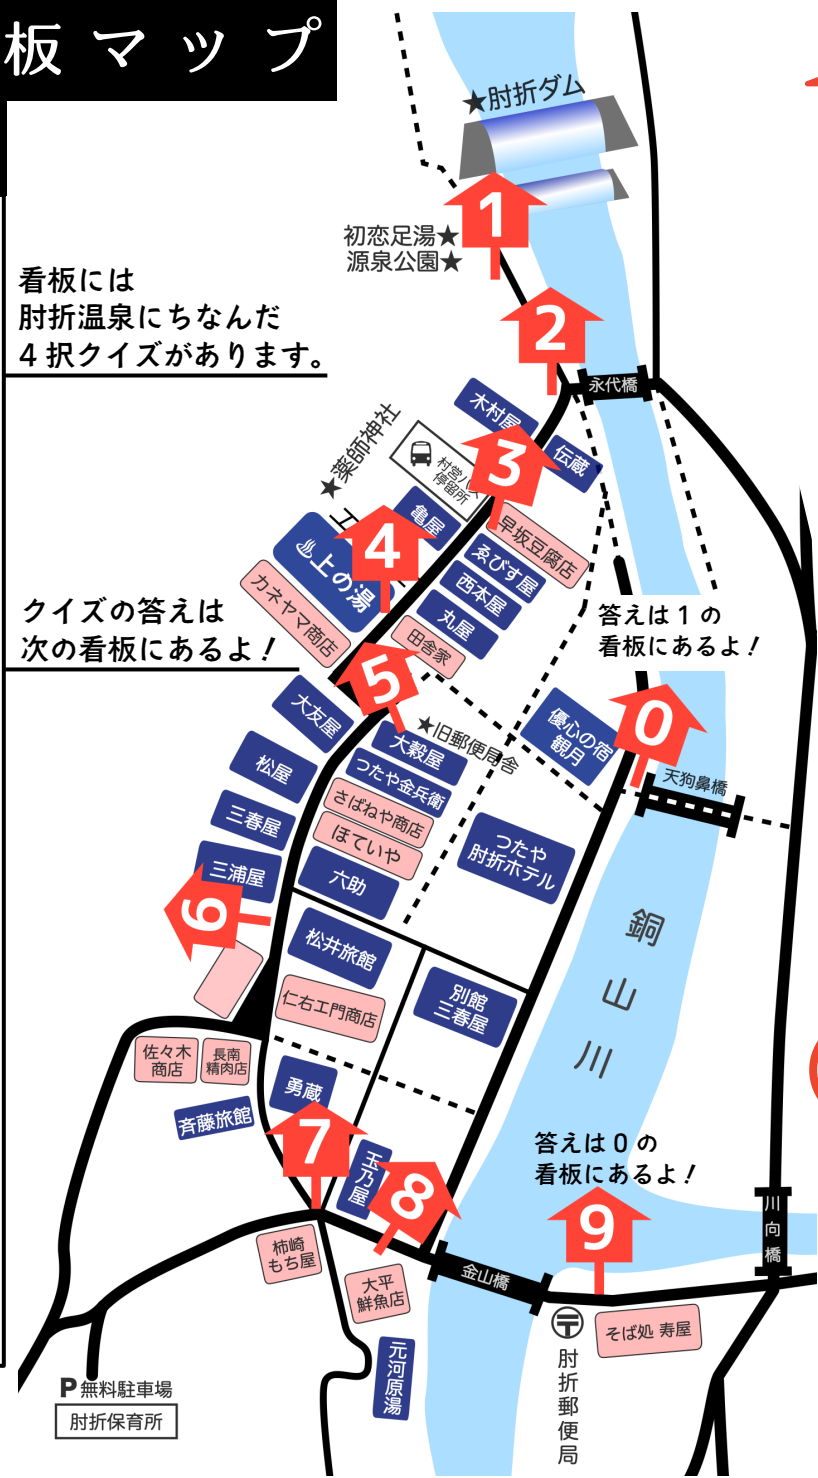 板マップ
★肘折ダム
1
初恋足湯★
源泉公園★
看板には
肘折温泉にちなんだ
4択クイズがあります。
2
永代橋
木村屋
★薬師神社
村営バス
停留所
3
伝蔵
亀屋
早坂豆腐店
4
上の湯
ゑびす屋
カネヤマ商店
西本屋
クイズの答えは
次の看板にあるよ！
丸屋
田舎家
答えは1の
看板にあるよ！
5
大友屋
★旧郵便局舎
優心の宿
観月
0
天狗鼻橋
大穀屋
松屋
つたや金兵衛
さばねや商店
三春屋
ほていや
つたや
肘折ホテル
三浦屋
六助
6
銅山川
松井旅館
仁右エ門商店
別館
三春屋
佐々木
商店
長南
精肉店
勇蔵
斉藤旅館
7
玉乃屋
8
答えは0の
看板にあるよ！
9
川向橋
柿崎
もち屋
金山橋
大平
鮮魚店
そば処 寿屋
元河原湯
肘折郵便局
P無料駐車場
肘折保育所